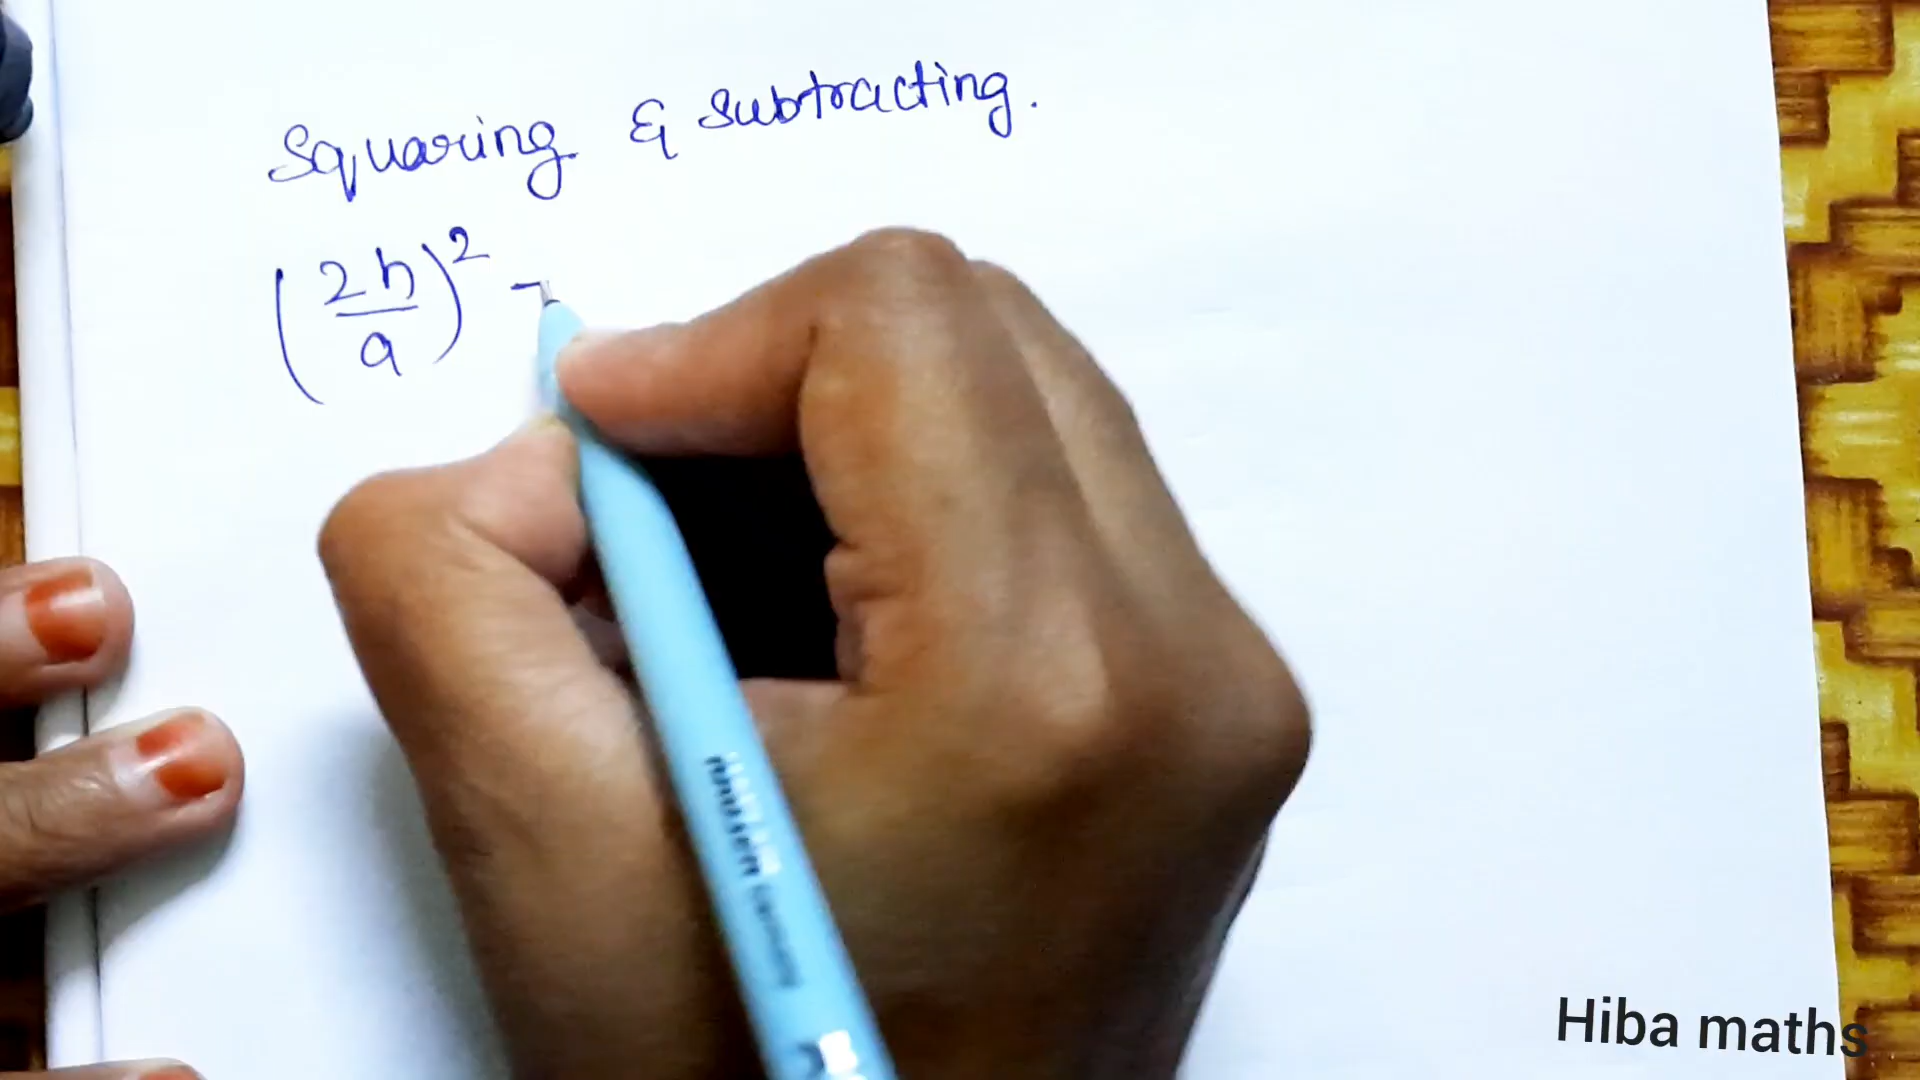 Squaring & subtracting.
(2h/a)² -
Hiba maths